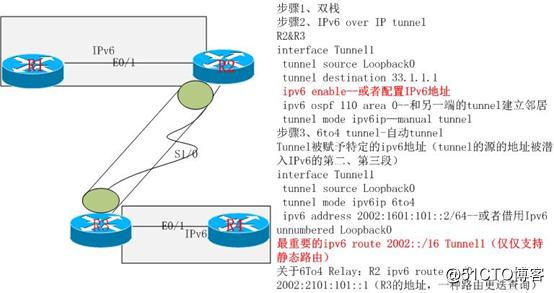 IPv6
R1
E0/1
R2
S1/0
R3
E0/1
R4
IPv6
步骤1、双栈
步骤2、IPv6 over IP tunnel
R2&R3
interface Tunnel1
tunnel source Loopback0
tunnel destination 33.1.1.1
ipv6 enable--或者配置IPv6地址
ipv6 ospf 110 area 0--和另一端的tunnel建立邻居
tunnel mode ipv6ip—manual tunnel
步骤3、6to4 tunnel-自动tunnel
Tunnel被赋予特定的ipv6地址（tunnel的源的地址被潜
入IPv6的第二、第三段）
interface Tunnel1
tunnel source Loopback0
tunnel mode ipv6ip 6to4
ipv6 address 2002:1601:101::2/64--或者借用Ipv6
unnumbered Loopback0
最重要的ipv6 route 2002::/16 Tunnel1（仅仅支持
静态路由）
关于6To4 Relay：R2 ipv6 route
2002:2101:101::1（R3的地址，一种路由更迭查询）
@51CTO博客